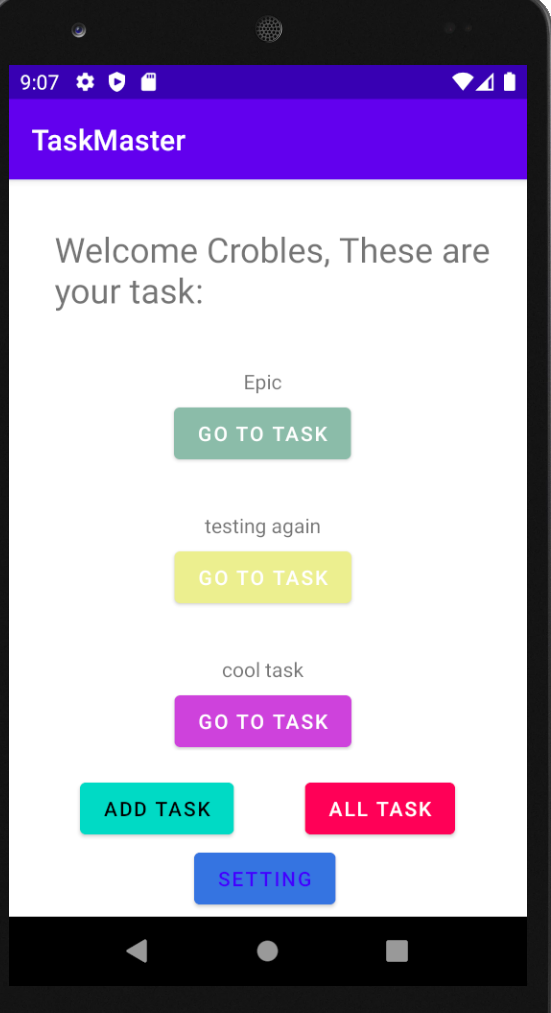 9:07
TaskMaster
Welcome Crobles, These are
your task:
Epic
GO TO TASK
testing again
GO TO TASK
cool task
GO TO TASK
ADD TASK ALL TASK
SETTING